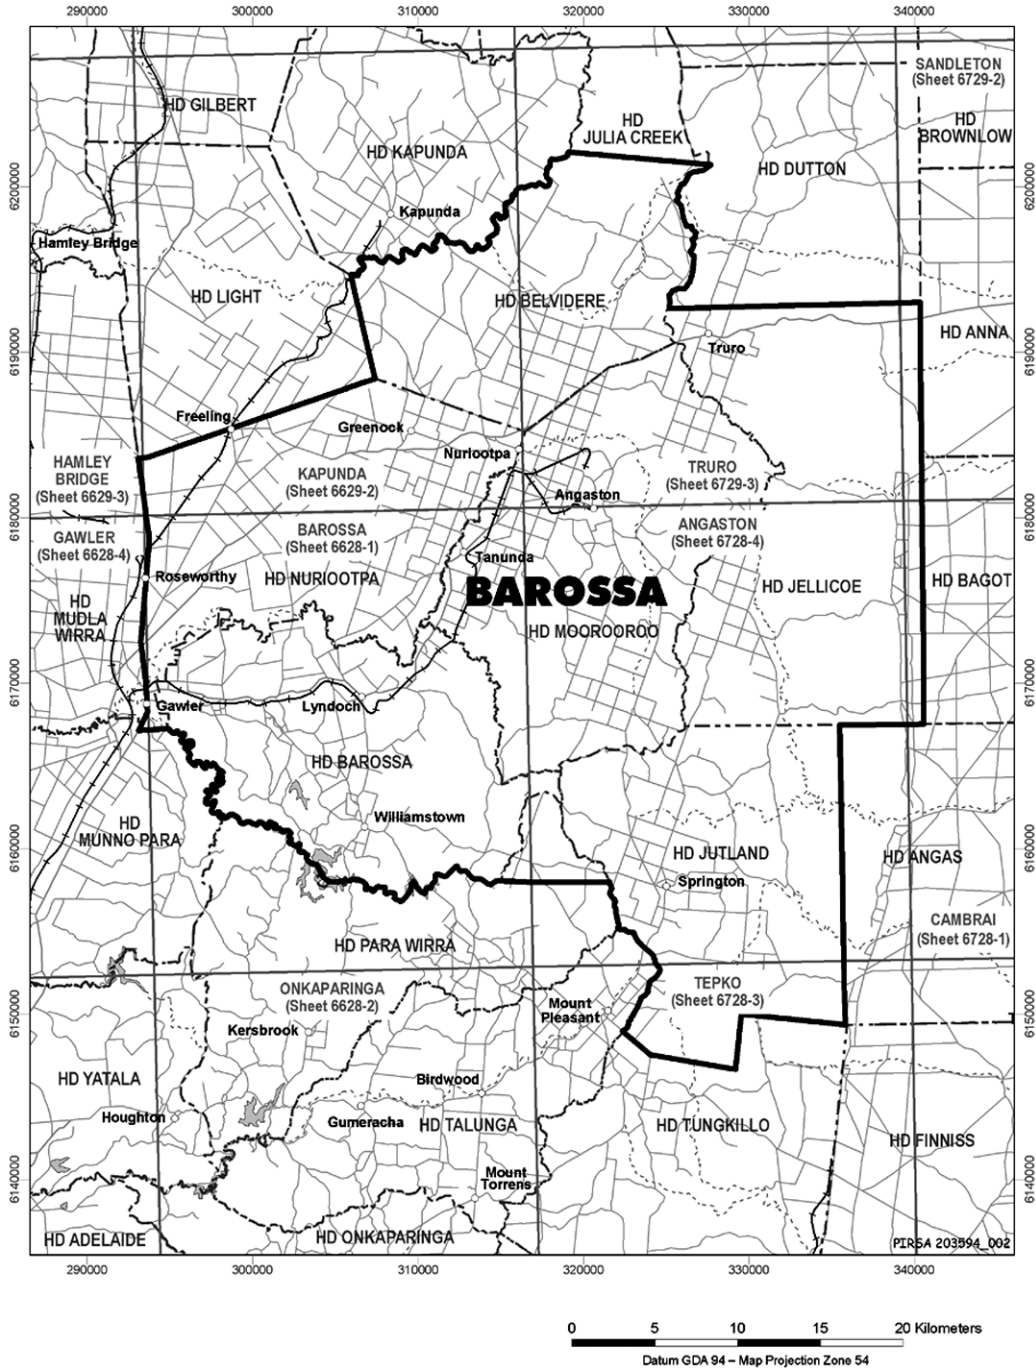 290000 300000 310000 320000 330000 340000
SANDLETON
(Sheet 6729-2)
HD GILBERT
HD
JULIA CREEK
HD
BROWNLOW
HD KAPUNDA
HD DUTTON
6200000
6200000
Kapunda
Hamley Bridge
HD LIGHT
HD BELVIDERE
HD ANNA
6190000
6190000
Truro
Freeling
Greenock
Nuriootpa
HAMLEY
BRIDGE
(Sheet 6629-3)
KAPUNDA
(Sheet 6629-2)
TRURO
(Sheet 6729-3)
Angaston
6180000
6180000
GAWLER
(Sheet 6628-4)
BAROSSA
(Sheet 6628-1)
ANGASTON
(Sheet 6728-4)
Tanunda
Roseworthy
HD NURIOOTPA
BAROSSA
HD JELLICOE
HD BAGOT
HD
MUDLA
WIRRA
HD MOOROOROO
6170000
6170000
Gawler
Lyndoch
HD BAROSSA
Williamstown
HD
MUNNO PARA
6160000
6160000
HD JUTLAND
HD ANGAS
Springton
CAMBRAI
(Sheet 6728-1)
HD PARA WIRRA
ONKAPARINGA
(Sheet 6628-2)
TEPKO
(Sheet 6728-3)
Mount
Pleasant
6150000
6150000
Kersbrook
HD YATALA
Birdwood
Houghton
Gumeracha
HD TALUNGA
HD TUNGKILLO
HD FINNISS
Mount
Torrens
6140000
6140000
HD ADELAIDE
HD ONKAPARINGA
PIRSA 203594_002
290000 300000 310000 320000 330000 340000
0 5 10 15 20 Kilometers
Datum GDA 94 – Map Projection Zone 54